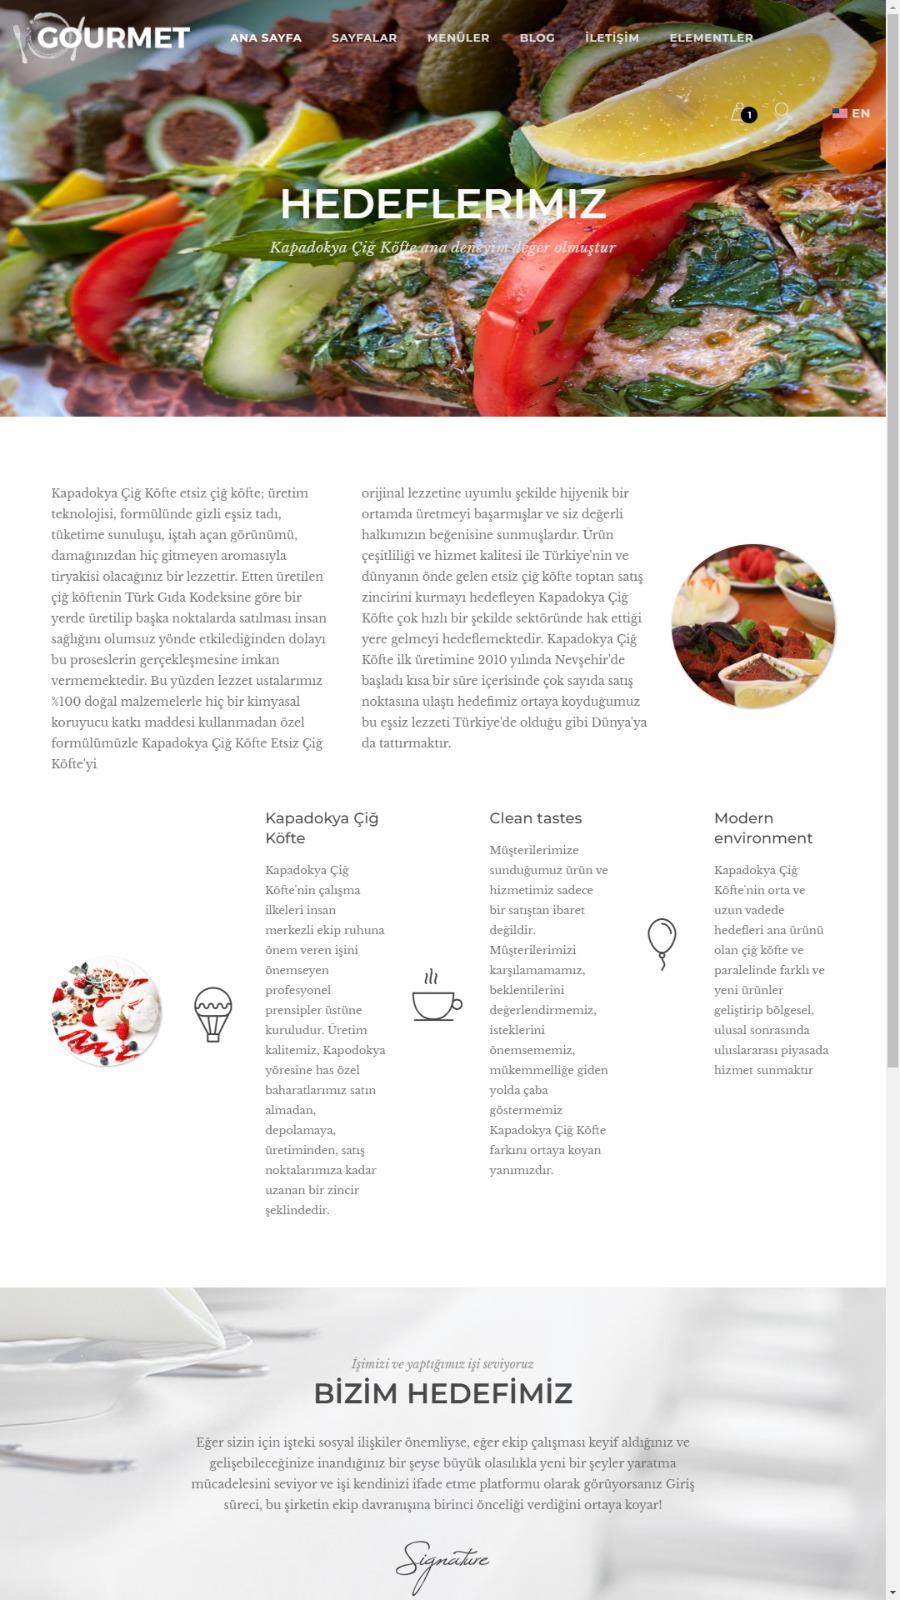 GOURMET
ANA SAYFA
SAYFALAR
MENÜLER
BLOG
İLETİŞİM
ELEMENTLER
1
EN
HEDEFLERIMIZ
Kapadokya Çiğ Köfte ana deneyim değer olmuştur
Kapadokya Çiğ Köfte etsiz çiğ köfte; üretim
teknolojisi, formülünde gizli eşsiz tadı,
tüketime sunuluşu, iştah açan görünümü,
damağınızdan hiç gitmeyen aromasıyla
tiryakisi olacağınız bir lezzettir. Etten üretilen
çiğ köftenin Türk Gıda Kodeksine göre bir
yerde üretilip başka noktalarda satılması insan
sağlığını olumsuz yönde etkilediğinden dolayı
bu proseslerin gerçekleşmesine imkan
vermemektedir. Bu yüzden lezzet ustalarımız
%100 doğal malzemelerle hiç bir kimyasal
koruyucu katkı maddesi kullanmadan özel
formülümüzle Kapadokya Çiğ Köfte Etsiz Çiğ
Köfte'yi
orijinal lezzetine uyumlu şekilde hijyenik bir
ortamda üretmeyi başarmışlar ve siz değerli
halkımızın beğenisine sunmuşlardır. Ürün
çeşitliliği ve hizmet kalitesi ile Türkiye'nin ve
dünyanın önde gelen etsiz çiğ köfte toptan satış
zincirini kurmayı hedefleyen Kapadokya Çiğ
Köfte çok hızlı bir şekilde sektöründe hak ettiği
yere gelmeyi hedeflemektedir. Kapadokya Çiğ
Köfte ilk üretimine 2010 yılında Nevşehir'de
başladı kısa bir süre içerisinde çok sayıda satış
noktasına ulaştı hedefimiz ortaya koyduğumuz
bu eşsiz lezzeti Türkiye'de olduğu gibi Dünya'ya
da tattırmaktır.
Kapadokya Çiğ
Köfte
Kapadokya Çiğ
Köfte'nin çalışma
ilkeleri insan
merkezli ekip ruhuna
önem veren işini
önemseyen
profesyonel
prensipler üstüne
kuruludur. Üretim
kalitemiz, Kapodokya
yöresine has özel
baharatlarımız satın
almadan,
depolamaya,
üretiminden, satış
noktalarımıza kadar
uzanan bir zincir
şeklindedir.
Clean tastes
Müşterilerimize
sunduğumuz ürün ve
hizmetimiz sadece
bir satıştan ibaret
değildir.
Müşterilerimizi
karşılamamamız,
beklentilerini
değerlendirmemiz,
isteklerini
önemsememiz,
mükemmelliğe giden
yolda çaba
göstermemiz
Kapadokya Çiğ Köfte
farkını ortaya koyan
yanımızdır.
Modern
environment
Kapadokya Çiğ
Köfte'nin orta ve
uzun vadede
hedefleri ana ürünü
olan çiğ köfte ve
paralelinde farklı ve
yeni ürünler
geliştirip bölgesel,
ulusal sonrasında
uluslararası piyasada
hizmet sunmaktır
İşimizi ve yaptığımız işi seviyoruz
BİZİM HEDEFİMİZ
Eğer sizin için işteki sosyal ilişkiler önemliyse, eğer ekip çalışması keyif aldığınız ve
gelişebileceğinize inandığınız bir şeyse büyük olasılıkla yeni bir şeyler yaratma
mücadelesini seviyor ve işi kendinizi ifade etme platformu olarak görüyorsanız Giriş
süreci, bu şirketin ekip davranışına birinci önceliği verdiğini ortaya koyar!
Signature